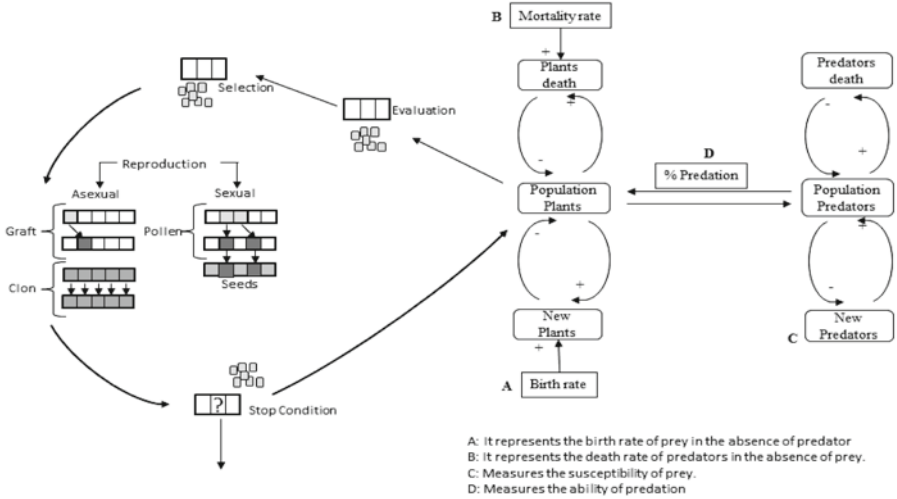 B
Mortality rate
+
Plants
death
Predators
death
Selection
Evaluation
+
-
-
+
D
% Predation
Reproduction
Asexual
Sexual
Population
Plants
Population
Predators
Graft
Pollen
-
+
+
-
Clon
Seeds
New
Plants
New
Predators
C
+
A
Birth rate
?
Stop Condition
A: It represents the birth rate of prey in the absence of predator
B: It represents the death rate of predators in the absence of prey.
C: Measures the susceptibility of prey.
D: Measures the ability of predation